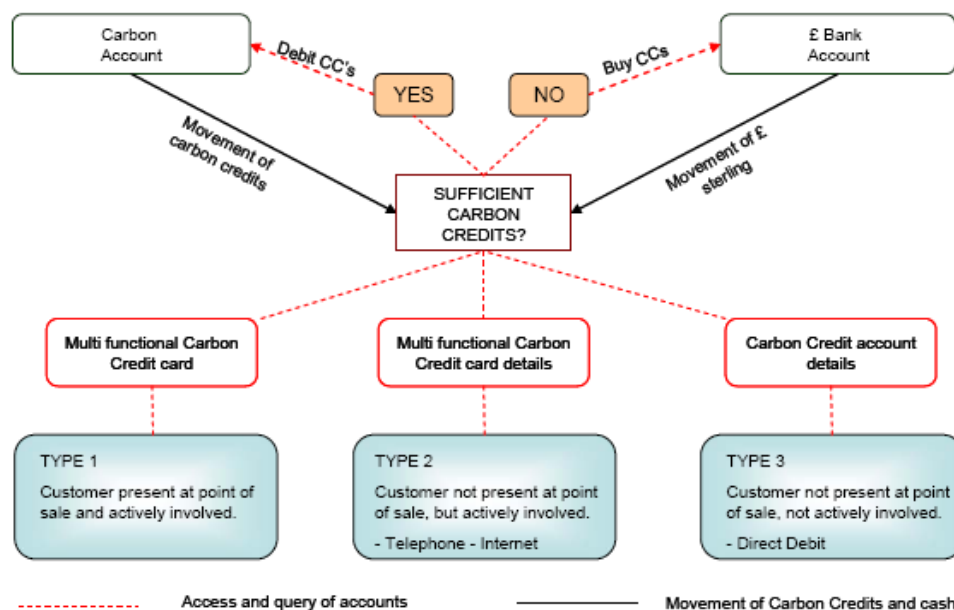 Carbon
Account
Debit CC's
YES
NO
Buy CCs
£ Bank
Account
Movement of
carbon credits
Movement of £
sterling
SUFFICIENT
CARBON
CREDITS?
Multi functional Carbon
Credit card
Multi functional Carbon
Credit card details
Carbon Credit account
details
TYPE 1
Customer present at point of
sale and actively involved.
TYPE 2
Customer not present at point
of sale, but actively involved.
- Telephone - Internet
TYPE 3
Customer not present at point
of sale, not actively involved.
- Direct Debit
Access and query of accounts
Movement of Carbon Credits and cash